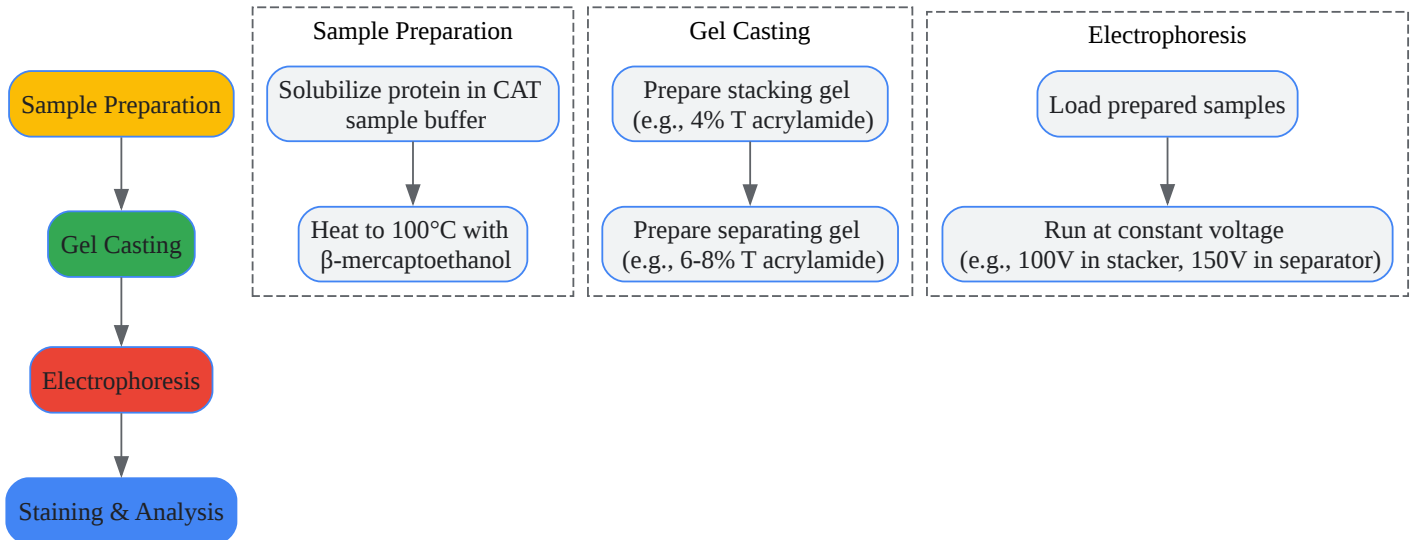 Sample Preparation
Gel Casting
Electrophoresis
Staining & Analysis
Sample Preparation
Solubilize protein in CAT
sample buffer
Heat to 100°C with
β-mercaptoethanol
Gel Casting
Prepare stacking gel
(e.g., 4% T acrylamide)
Prepare separating gel
(e.g., 6-8% T acrylamide)
Electrophoresis
Load prepared samples
Run at constant voltage
(e.g., 100V in stacker, 150V in separator)